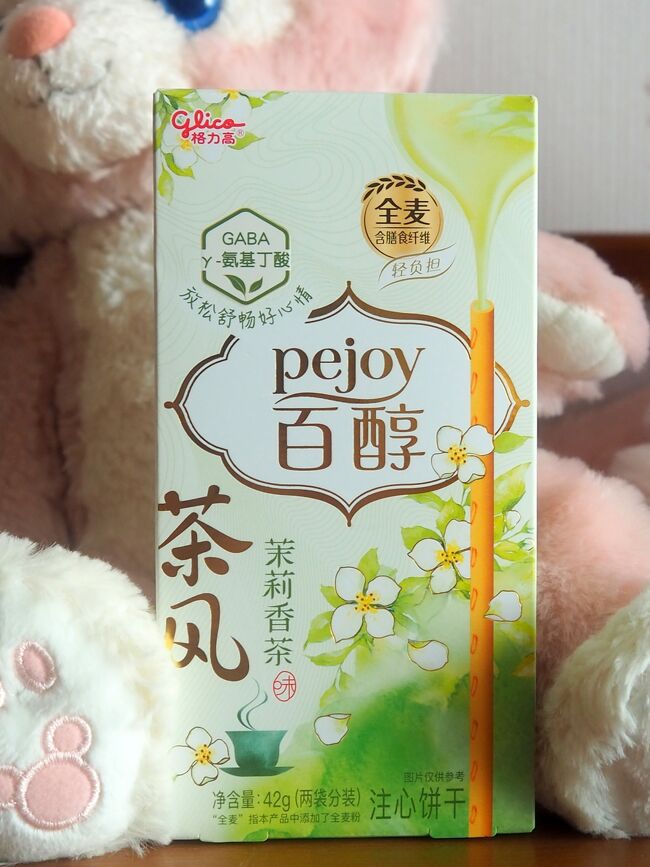 Glico
格力高®
全麦
含膳食纤维
轻负担
GABA
γ-氨基丁酸
放松舒畅好心情
pejoy
百醇
茶风
茉莉香茶
味
图片仅供参考
净含量:42g(两袋分装)
注心饼干
“全麦”指本产品中添加了全麦粉